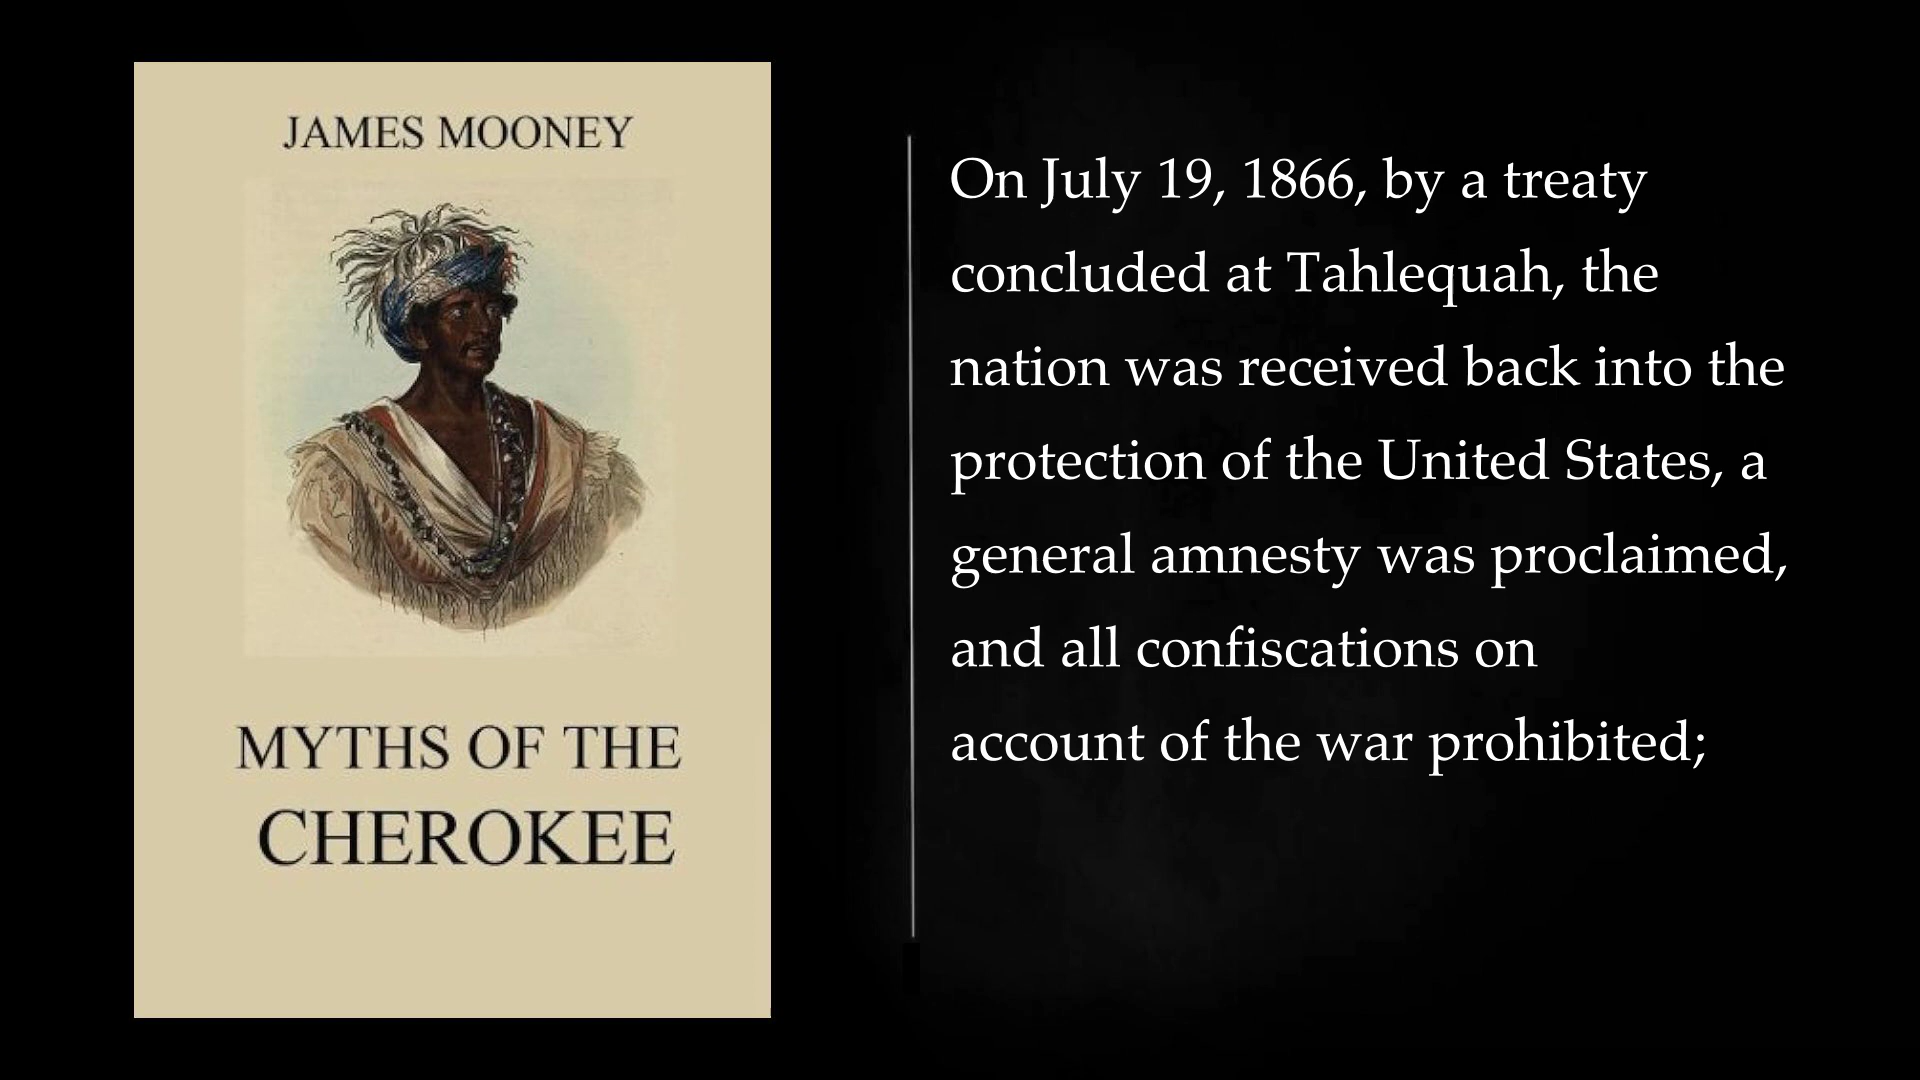 JAMES MOONEY
MYTHS OF THE
CHEROKEE
On July 19, 1866, by a treaty
concluded at Tahlequah, the
nation was received back into the
protection of the United States, a
general amnesty was proclaimed,
and all confiscations on
account of the war prohibited;